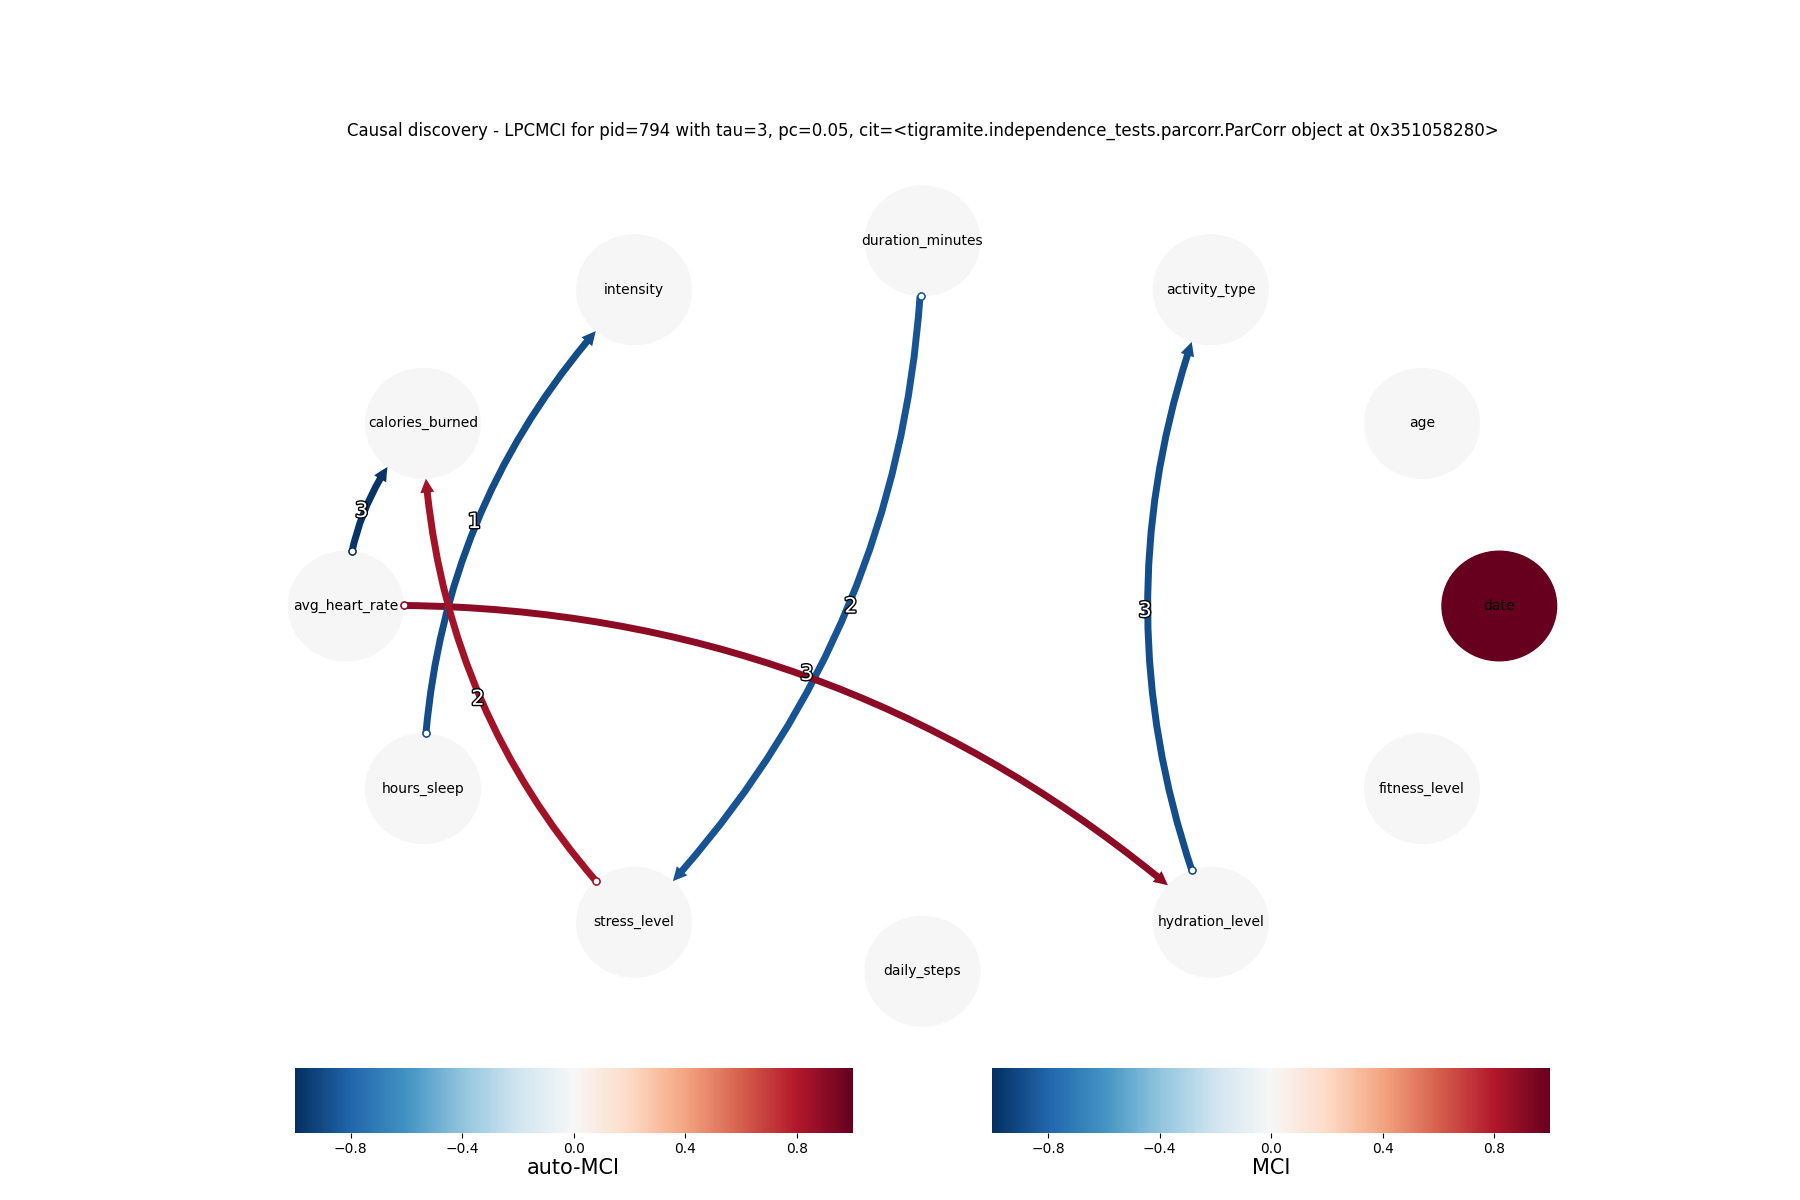 Causal discovery - LPCMCI for pid=794 with tau=3, pc=0.05, cit=<tigramite.independence_tests.parcorr.ParCorr object at 0x351058280>
duration_minutes
intensity
activity_type
calories_burned
age
3
1
avg_heart_rate
2
3
date
3
2
hours_sleep
fitness_level
stress_level
hydration_level
daily_steps
−0.8 −0.4 0.0 0.4 0.8
auto-MCI
−0.8 −0.4 0.0 0.4 0.8
MCI